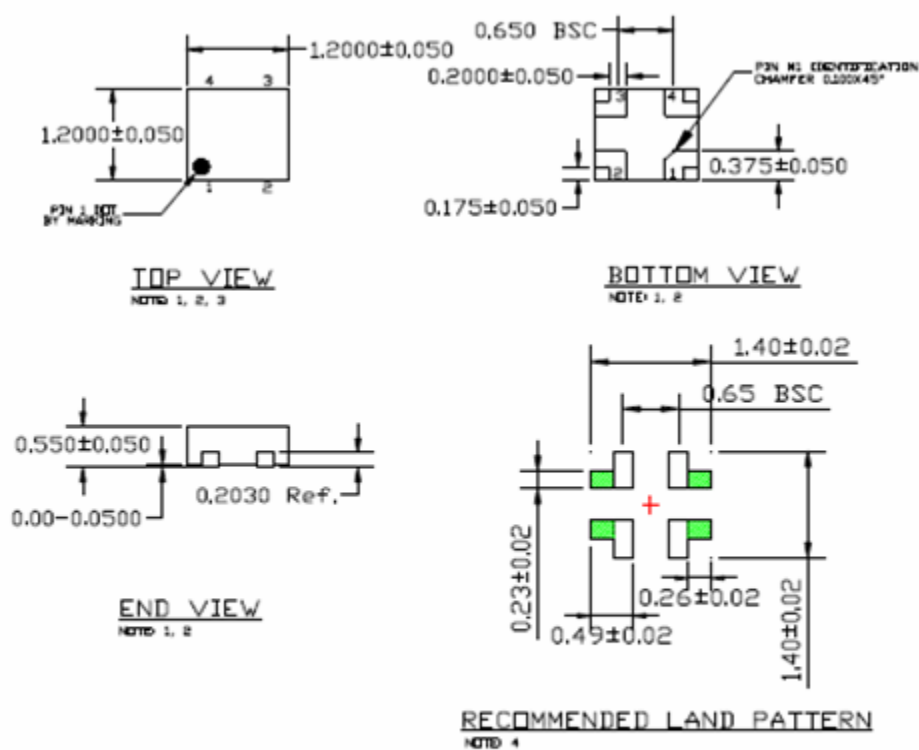 1.2000±0.050
4 3
1.2000±0.050
1 2
PIN 1 DOT
BY MARKING
TOP VIEW
NOTE: 1, 2, 3
0.650 BSC
0.2000±0.050
PIN #1 IDENTIFICATION
CHAMFER 0.100X45°
3 4
2 1
0.375±0.050
0.175±0.050
BOTTOM VIEW
NOTE: 1, 2
0.550±0.050
0.2030 Ref.
0.00-0.0500
END VIEW
NOTE: 1, 2
1.40±0.02
0.65 BSC
0.23±0.02
0.26±0.02
0.49±0.02
1.40±0.02
RECOMMENDED LAND PATTERN
NOTE: 4